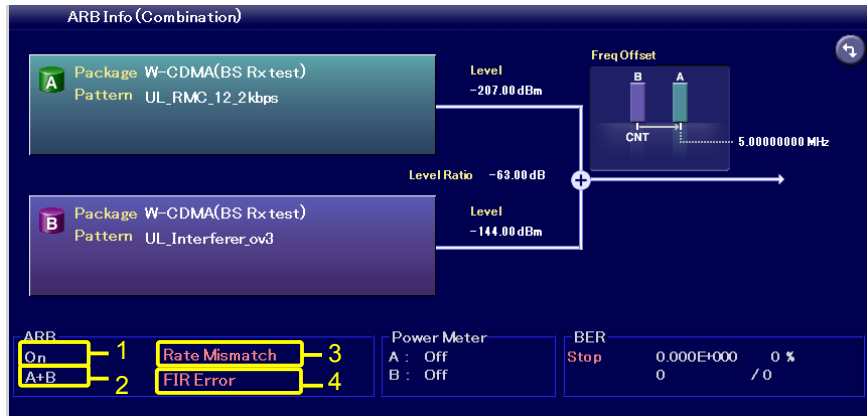 ARB Info (Combination)
A
Package W-CDMA(BS Rx test)
Pattern UL_RMC_12_2kbps
Level
-207.00 dBm
Freq Offset
B A
CNT
5.00000000 MHz
Level Ratio -63.00 dB
B
Package W-CDMA(BS Rx test)
Pattern UL_Interferer_ov3
Level
-144.00 dBm
ARB
On 1
Rate Mismatch 3
A+B 2
FIR Error 4
Power Meter
A : Off
B : Off
BER
Stop 0.000E+000 0 %
0 / 0